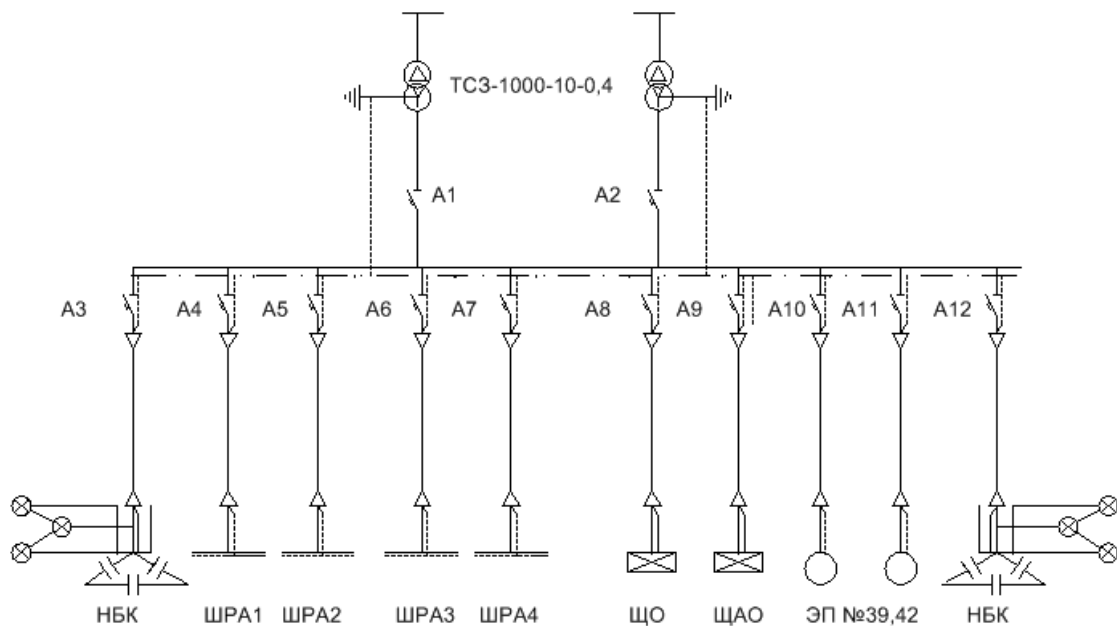 ТСЗ-1000-10-0,4
А1 А2
А3 А4 А5 А6 А7 А8 А9 А10 А11 А12
НБК ШРА1 ШРА2 ШРА3 ШРА4 ЩО ЩАО ЭП №39,42 НБК